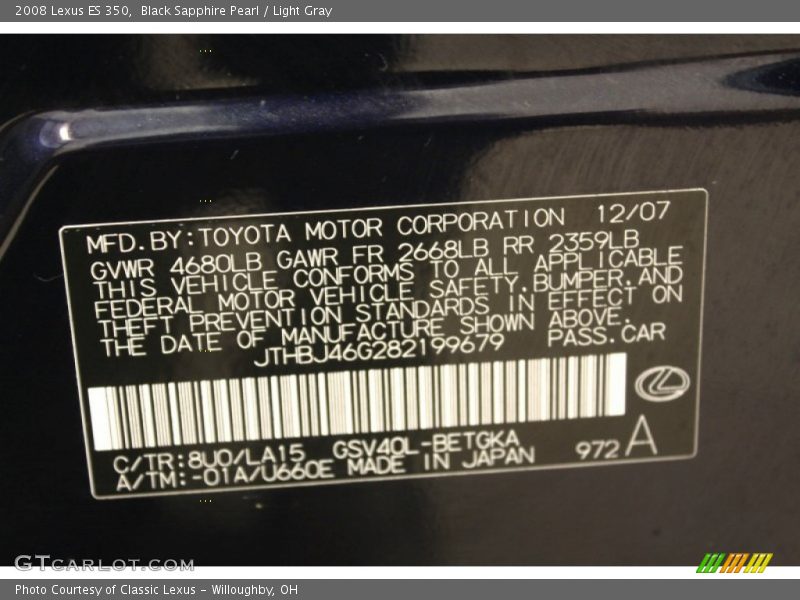 2008 Lexus ES 350, Black Sapphire Pearl / Light Gray
MFD. BY: TOYOTA MOTOR CORPORATION 12/07
GVWR 4680LB GAWR FR 2668LB RR 2359LB
THIS VEHICLE CONFORMS TO ALL APPLICABLE
FEDERAL MOTOR VEHICLE SAFETY, BUMPER, AND
THEFT PREVENTION STANDARDS IN EFFECT ON
THE DATE OF MANUFACTURE SHOWN ABOVE.
JTHBJ46G282199679 PASS. CAR
C/TR: 8U0/LA15 GSV40L-BETGKA
A/TM: -01A/U660E MADE IN JAPAN 972 A
GTCARLOT.COM
Photo Courtesy of Classic Lexus - Willoughby, OH